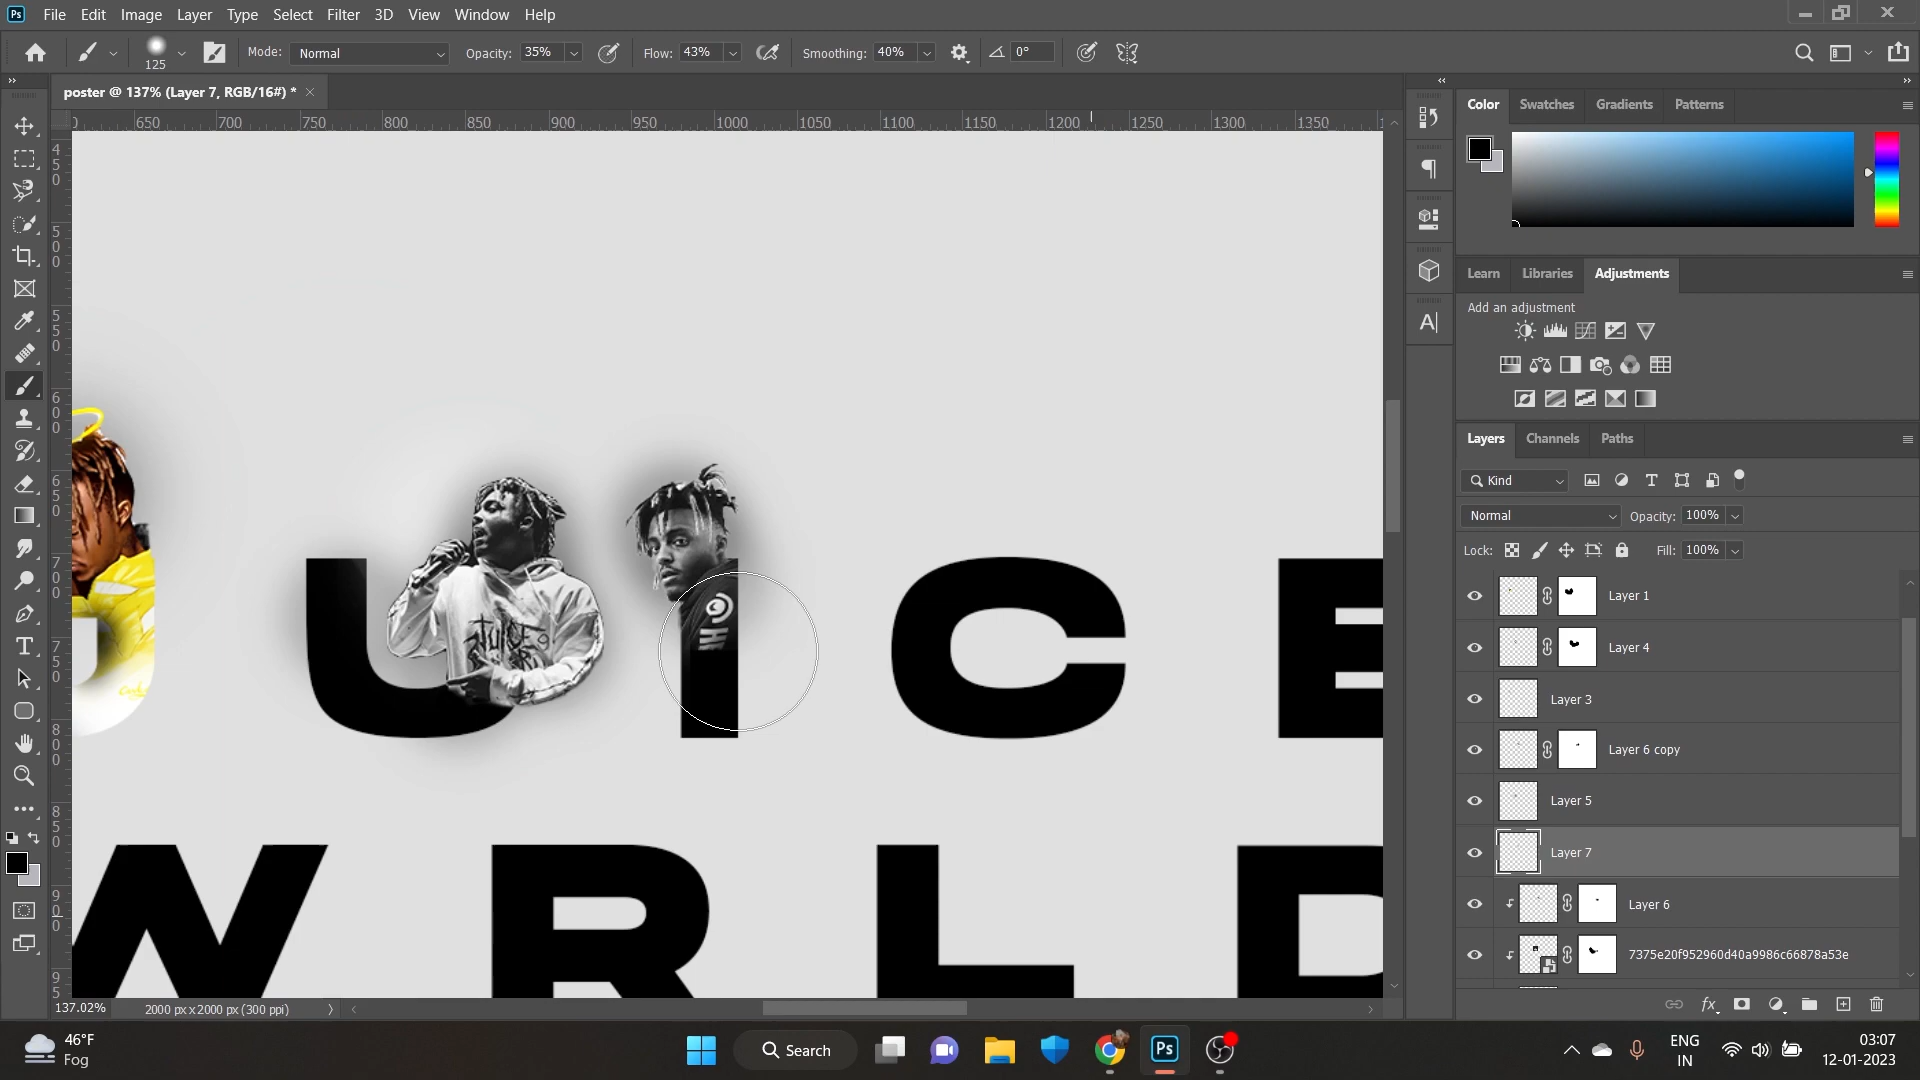 Ps File Edit Image Layer Type Select Filter 3D View Window Help
125 Mode: Normal Opacity: 35% Flow: 43% Smoothing: 40% 0°
poster @ 137% (Layer 7, RGB/16#) * ×
650 700 750 800 850 900 950 1000 1050 1100 1150 1200 1250 1300 1350
Color Swatches Gradients Patterns
Learn Libraries Adjustments
Add an adjustment
Layers Channels Paths
Kind
Normal Opacity: 100%
Lock: Fill: 100%
Layer 1
Layer 4
Layer 3
Layer 6 copy
Layer 5
Layer 7
Layer 6
7375e20f952960d40a9986c66878a53e
J U I C E
W R L D
137.02% 2000 px x 2000 px (300 ppi)
46°F
Fog
Search
Ps
ENG
IN
03:07
12-01-2023